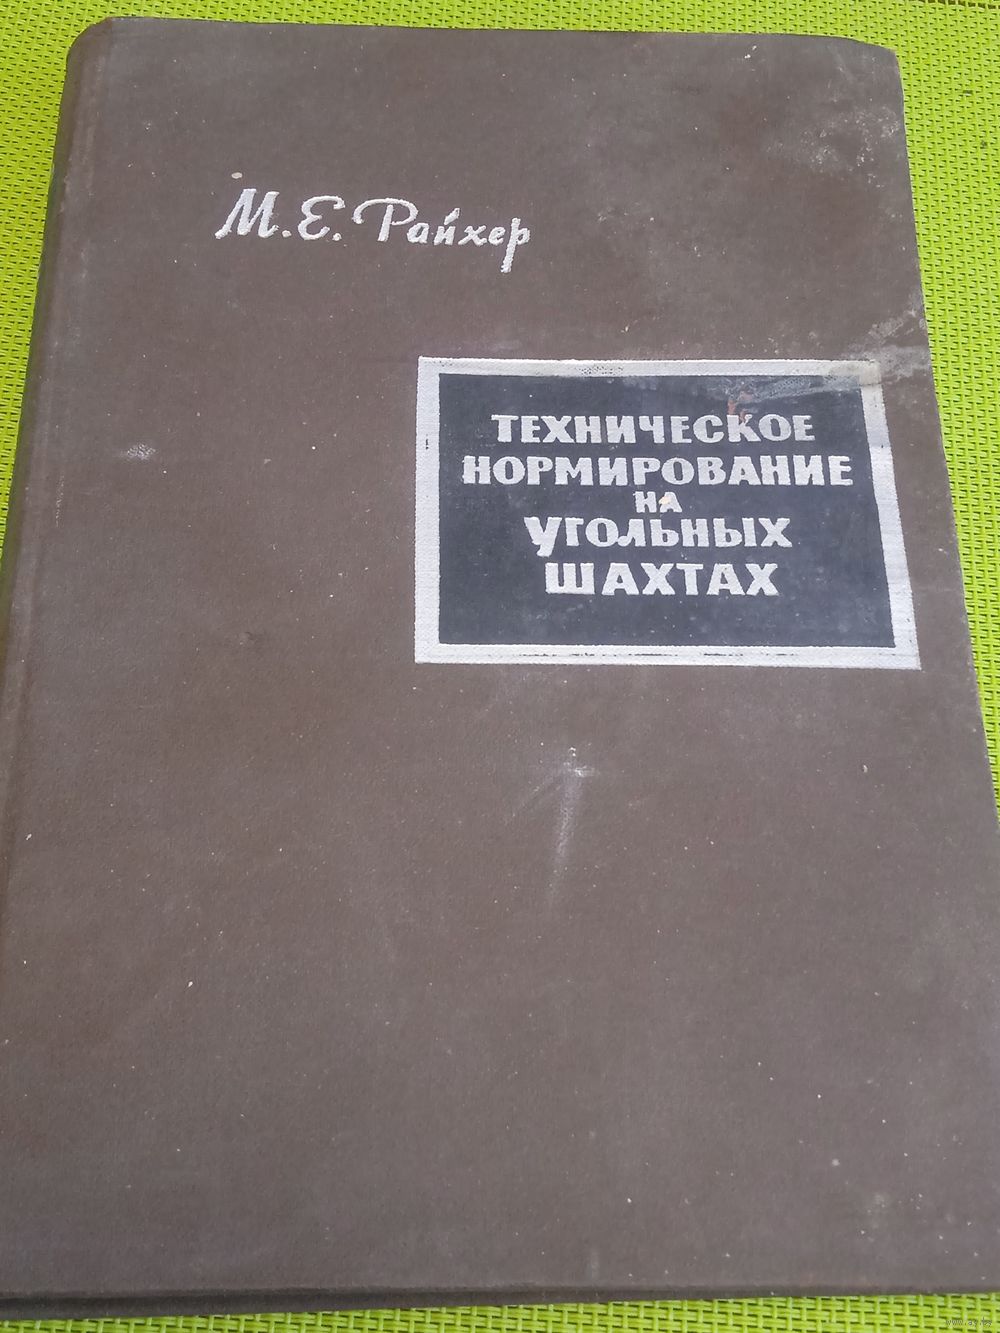 М.Е. Райхер
ТЕХНИЧЕСКОЕ
НОРМИРОВАНИЕ
НА
УГОЛЬНЫХ
ШАХТАХ